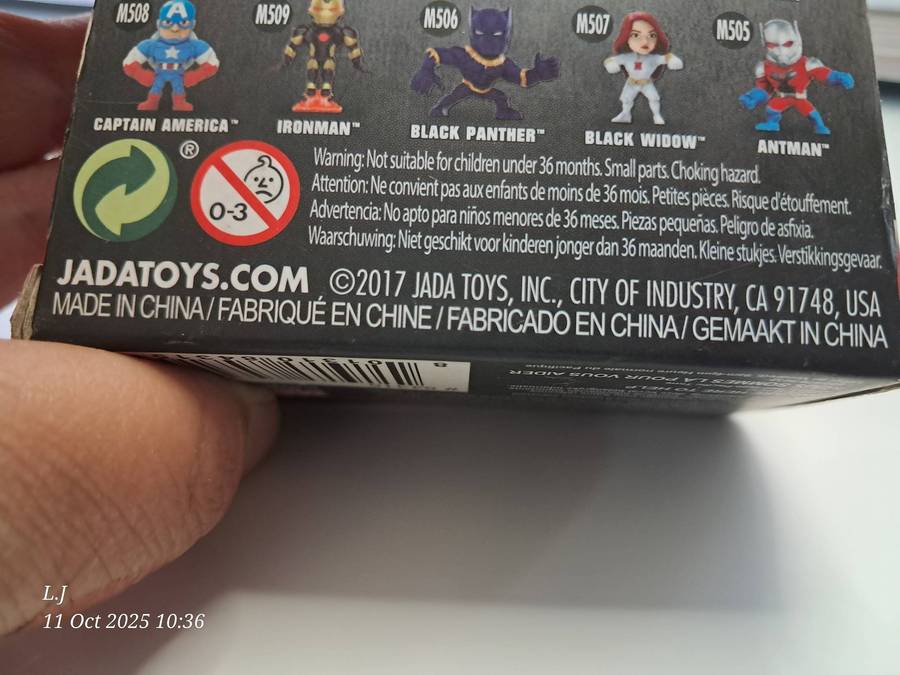 M508
M509
M506
M507
M505
CAPTAIN AMERICA™
IRONMAN™
BLACK PANTHER™
BLACK WIDOW™
ANTMAN™
®
0-3
Warning: Not suitable for children under 36 months. Small parts. Choking hazard.
Attention: Ne convient pas aux enfants de moins de 36 mois. Petites pièces. Risque d'étouffement.
Advertencia: No apto para niños menores de 36 meses. Piezas pequeñas. Peligro de asfixia.
Waarschuwing: Niet geschikt voor kinderen jonger dan 36 maanden. Kleine stukjes. Verstikkingsgevaar.
JADATOYS.COM ©2017 JADA TOYS, INC., CITY OF INDUSTRY, CA 91748, USA
MADE IN CHINA / FABRIQUÉ EN CHINE / FABRICADO EN CHINA / GEMAAKT IN CHINA
SOMMES LÀ POUR VOUS AIDER
L.J
11 Oct 2025 10:36